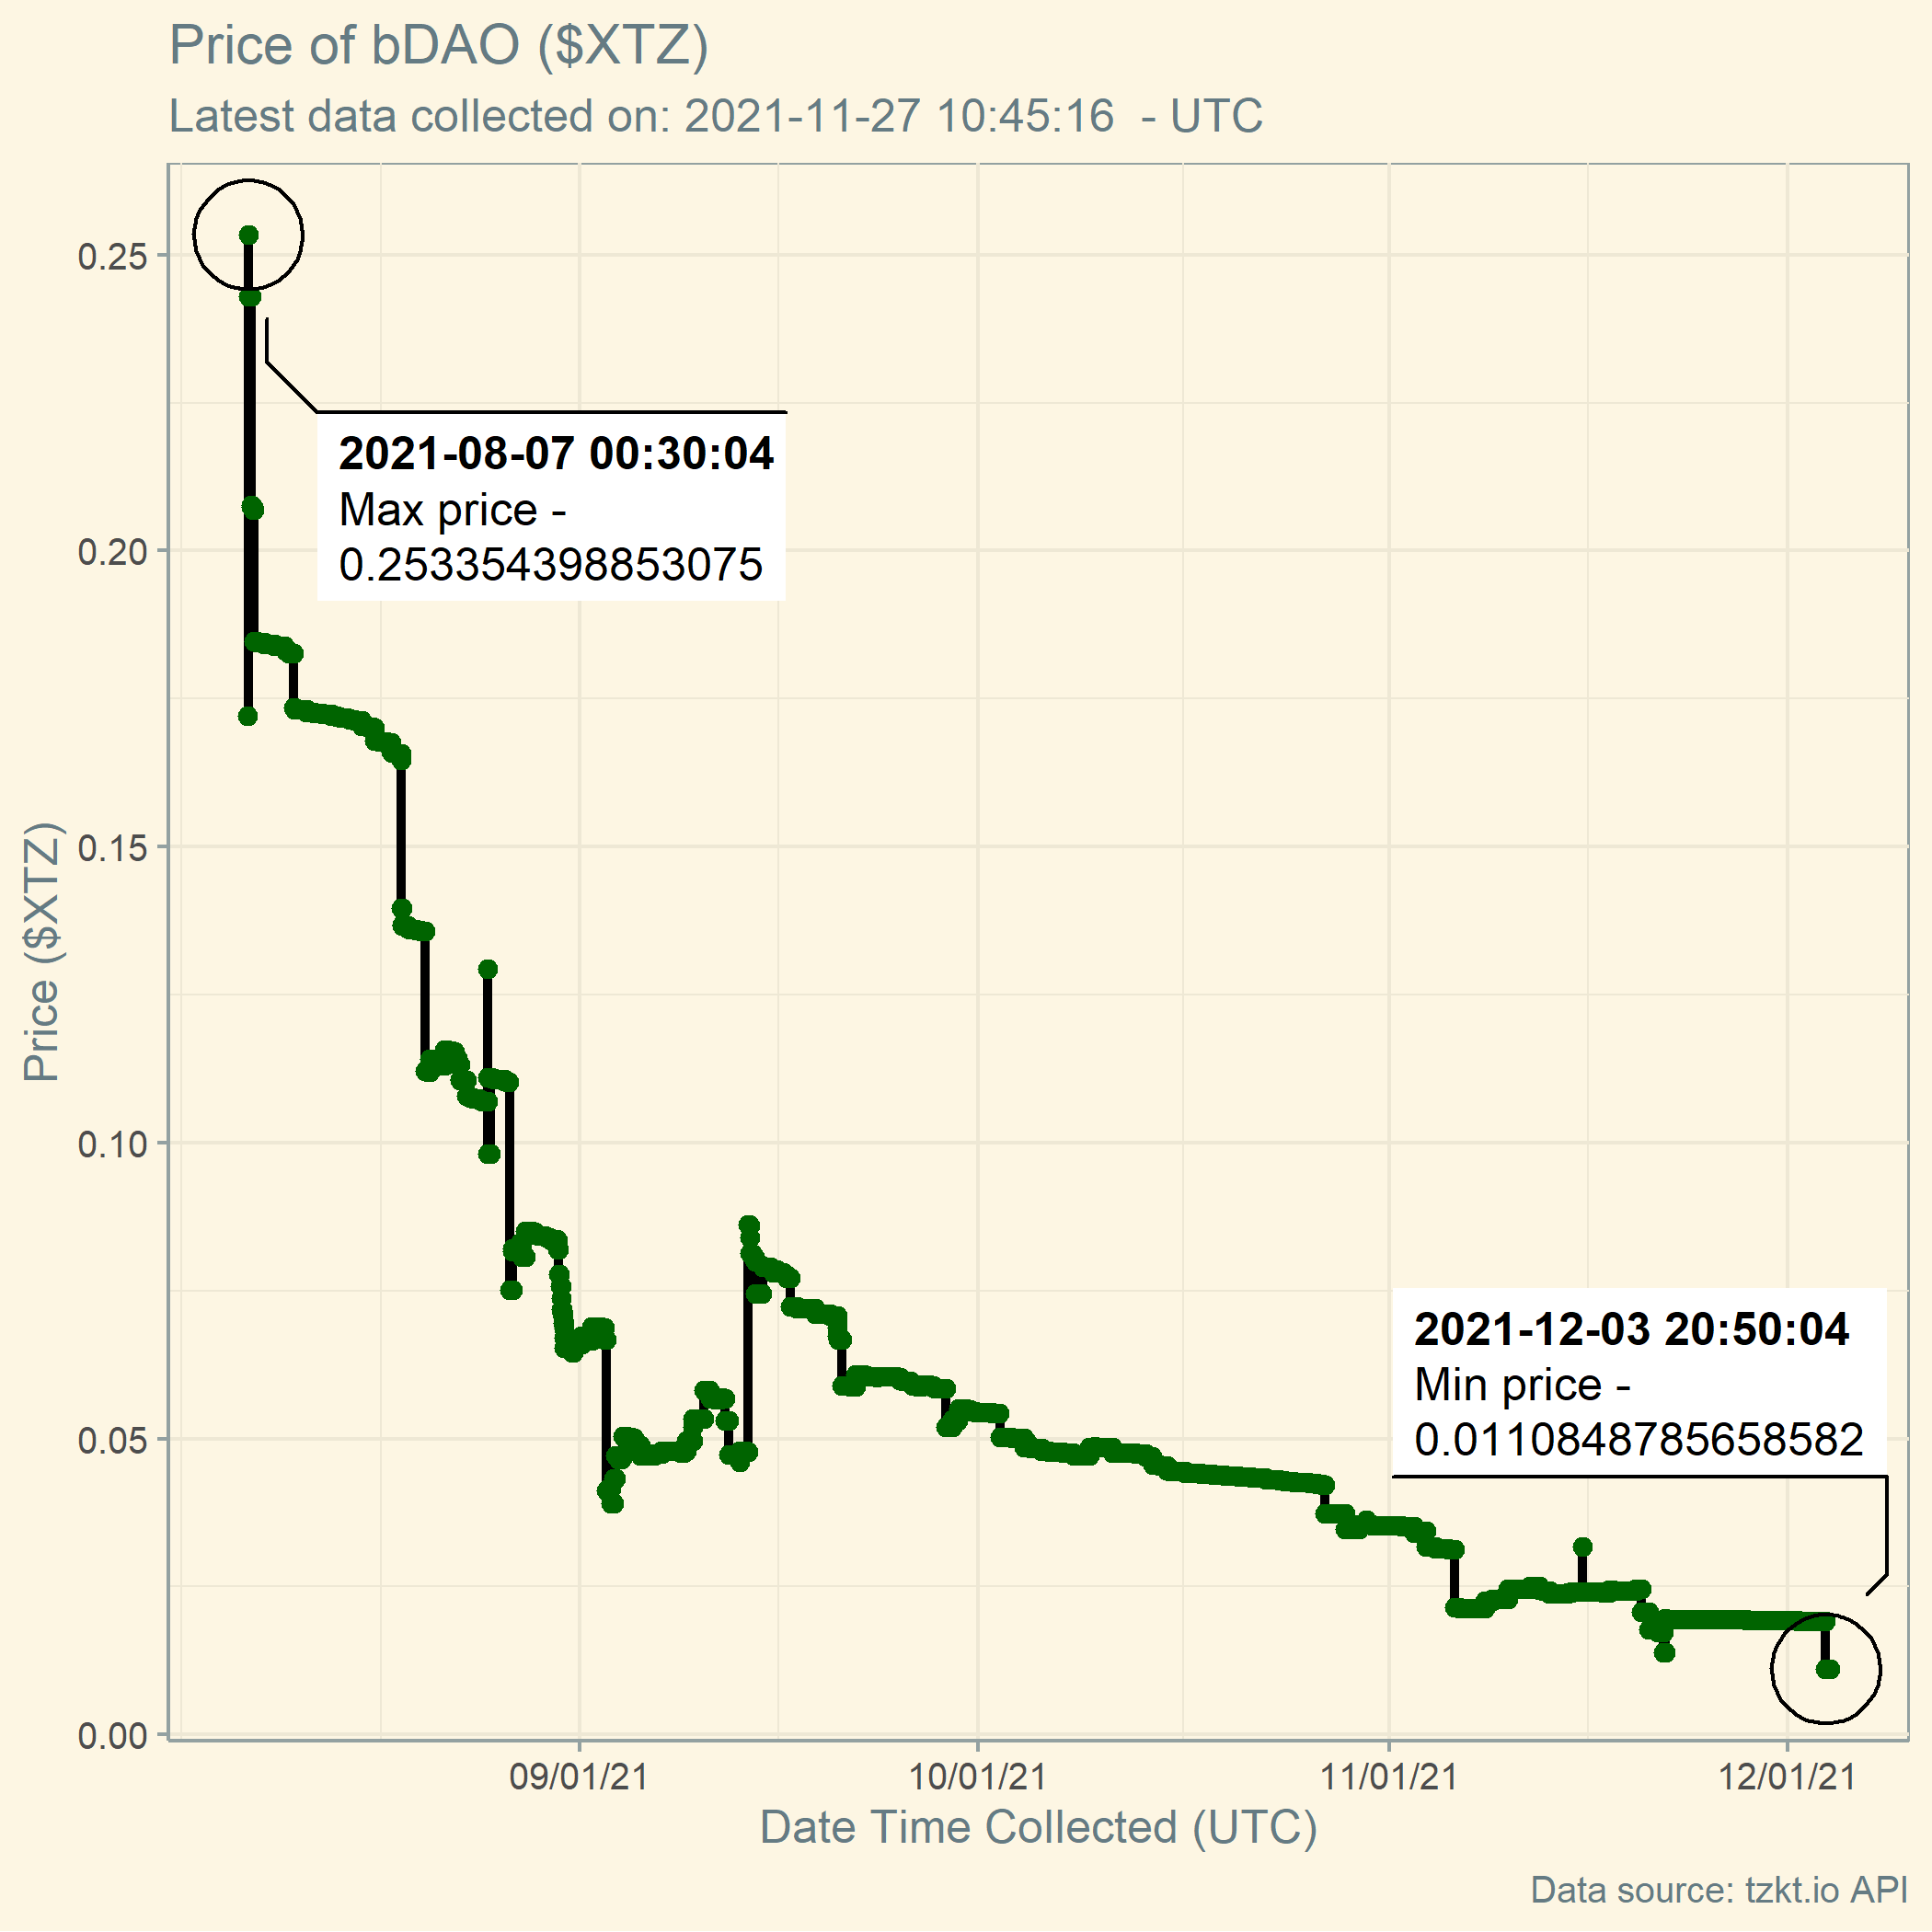 Price of bDAO ($XTZ)
Latest data collected on: 2021-11-27 10:45:16  - UTC
0.25
0.20
0.15
0.10
0.05
0.00
Price ($XTZ)
2021-08-07 00:30:04
Max price -
0.253354398853075
2021-12-03 20:50:04
Min price -
0.0110848785658582
09/01/21
10/01/21
11/01/21
12/01/21
Date Time Collected (UTC)
Data source: tzkt.io API